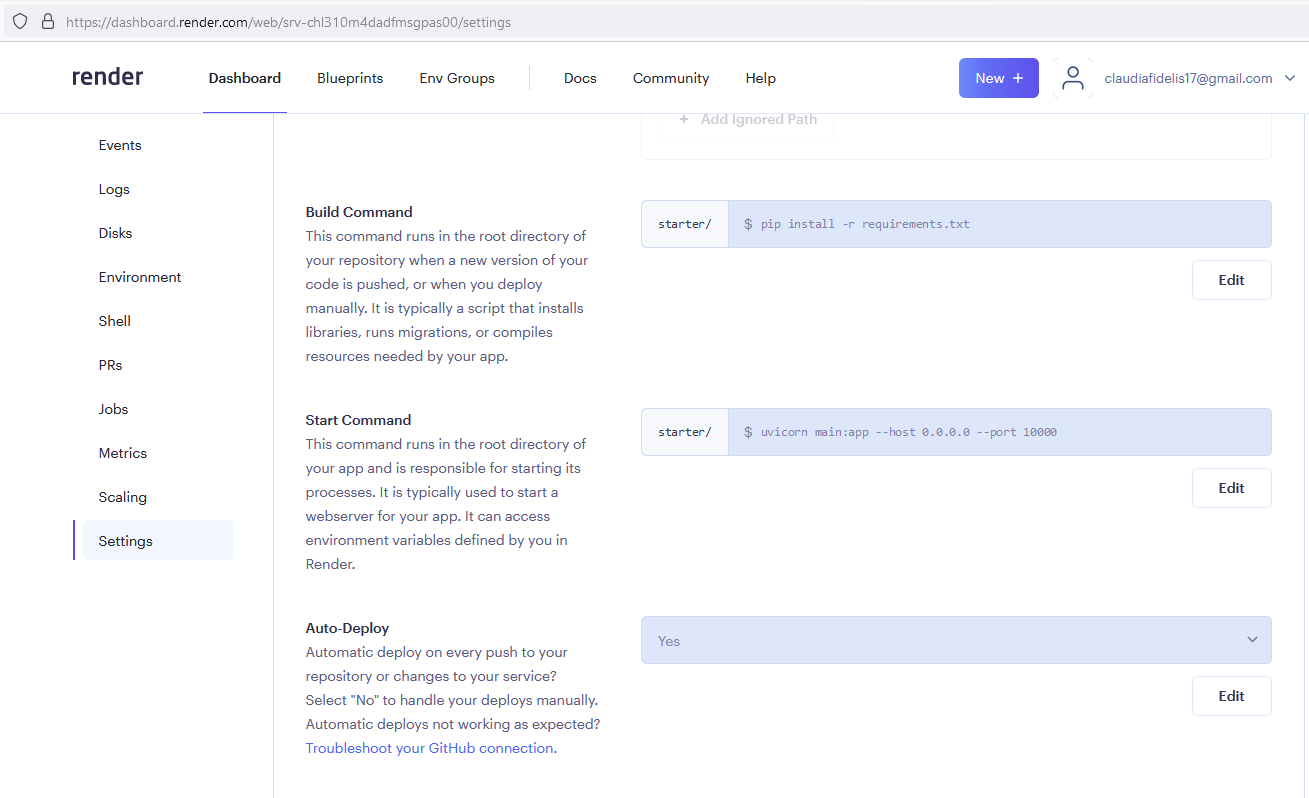 https://dashboard.render.com/web/srv-chl310m4dadfmsgpas00/settings
render
Dashboard
Blueprints
Env Groups
Docs
Community
Help
New +
claudiafidelis17@gmail.com
Events
Logs
Disks
Environment
Shell
PRs
Jobs
Metrics
Scaling
Settings
+ Add Ignored Path
Build Command
This command runs in the root directory of
your repository when a new version of your
code is pushed, or when you deploy
manually. It is typically a script that installs
libraries, runs migrations, or compiles
resources needed by your app.
starter/ $ pip install -r requirements.txt
Edit
Start Command
This command runs in the root directory of
your app and is responsible for starting its
processes. It is typically used to start a
webserver for your app. It can access
environment variables defined by you in
Render.
starter/ $ uvicorn main:app --host 0.0.0.0 --port 10000
Edit
Auto-Deploy
Automatic deploy on every push to your
repository or changes to your service?
Select "No" to handle your deploys manually.
Automatic deploys not working as expected?
Troubleshoot your GitHub connection.
Yes
Edit